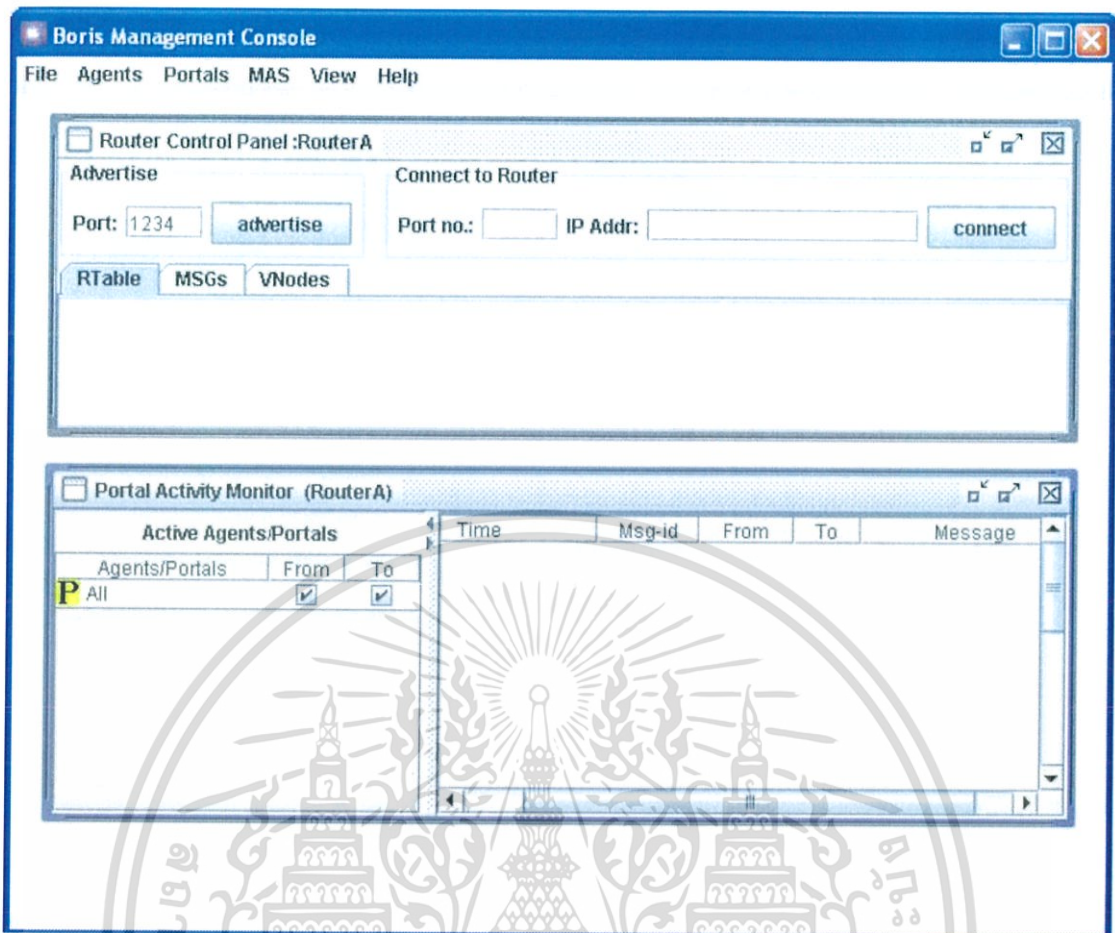 Boris Management Console
File Agents Portals MAS View Help
Router Control Panel :RouterA
Advertise
Connect to Router
Port: 1234 advertise
Port no.: IP Addr: connect
RTable MSGs VNodes
Portal Activity Monitor (RouterA)
Active Agents/Portals
Time Msg-id From To Message
Agents/Portals From To
P All